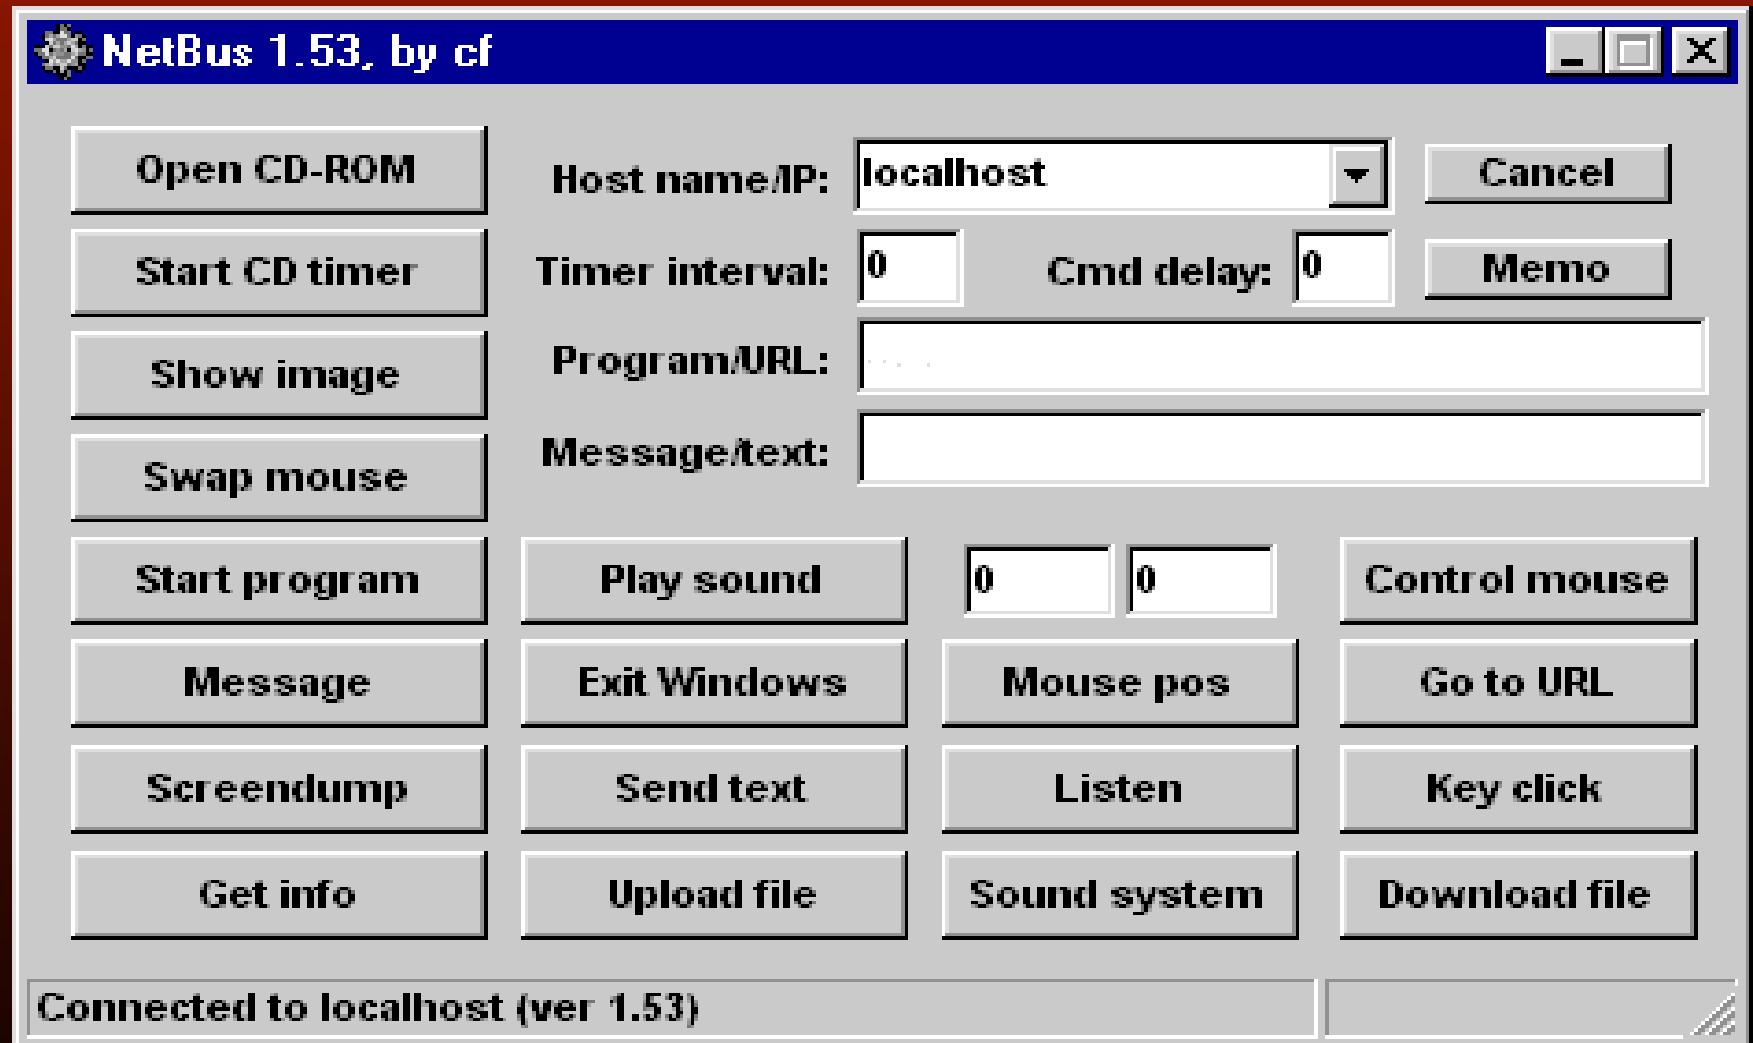 NetBus 1.53, by cf
Open CD-ROM
Host name/IP: localhost Cancel
Start CD timer
Timer interval: 0 Cmd delay: 0 Memo
Show image
Program/URL:
Swap mouse
Message/text:
Start program Play sound 0 0 Control mouse
Message Exit Windows Mouse pos Go to URL
Screendump Send text Listen Key click
Get info Upload file Sound system Download file
Connected to localhost (ver 1.53)